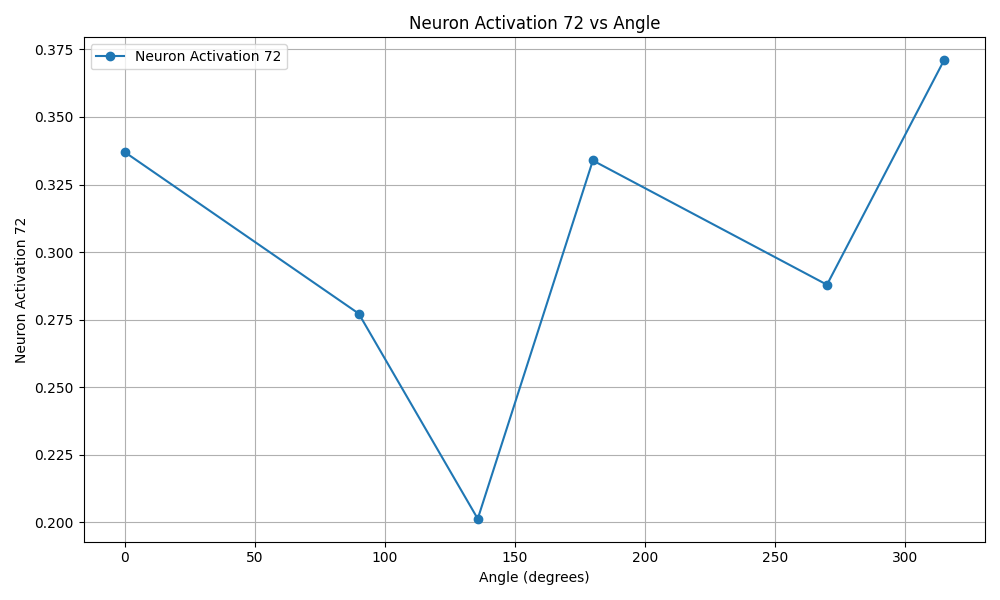 Neuron Activation 72 vs Angle
Neuron Activation 72
0.375
0.350
0.325
0.300
0.275
0.250
0.225
0.200
Neuron Activation 72
0 50 100 150 200 250 300
Angle (degrees)